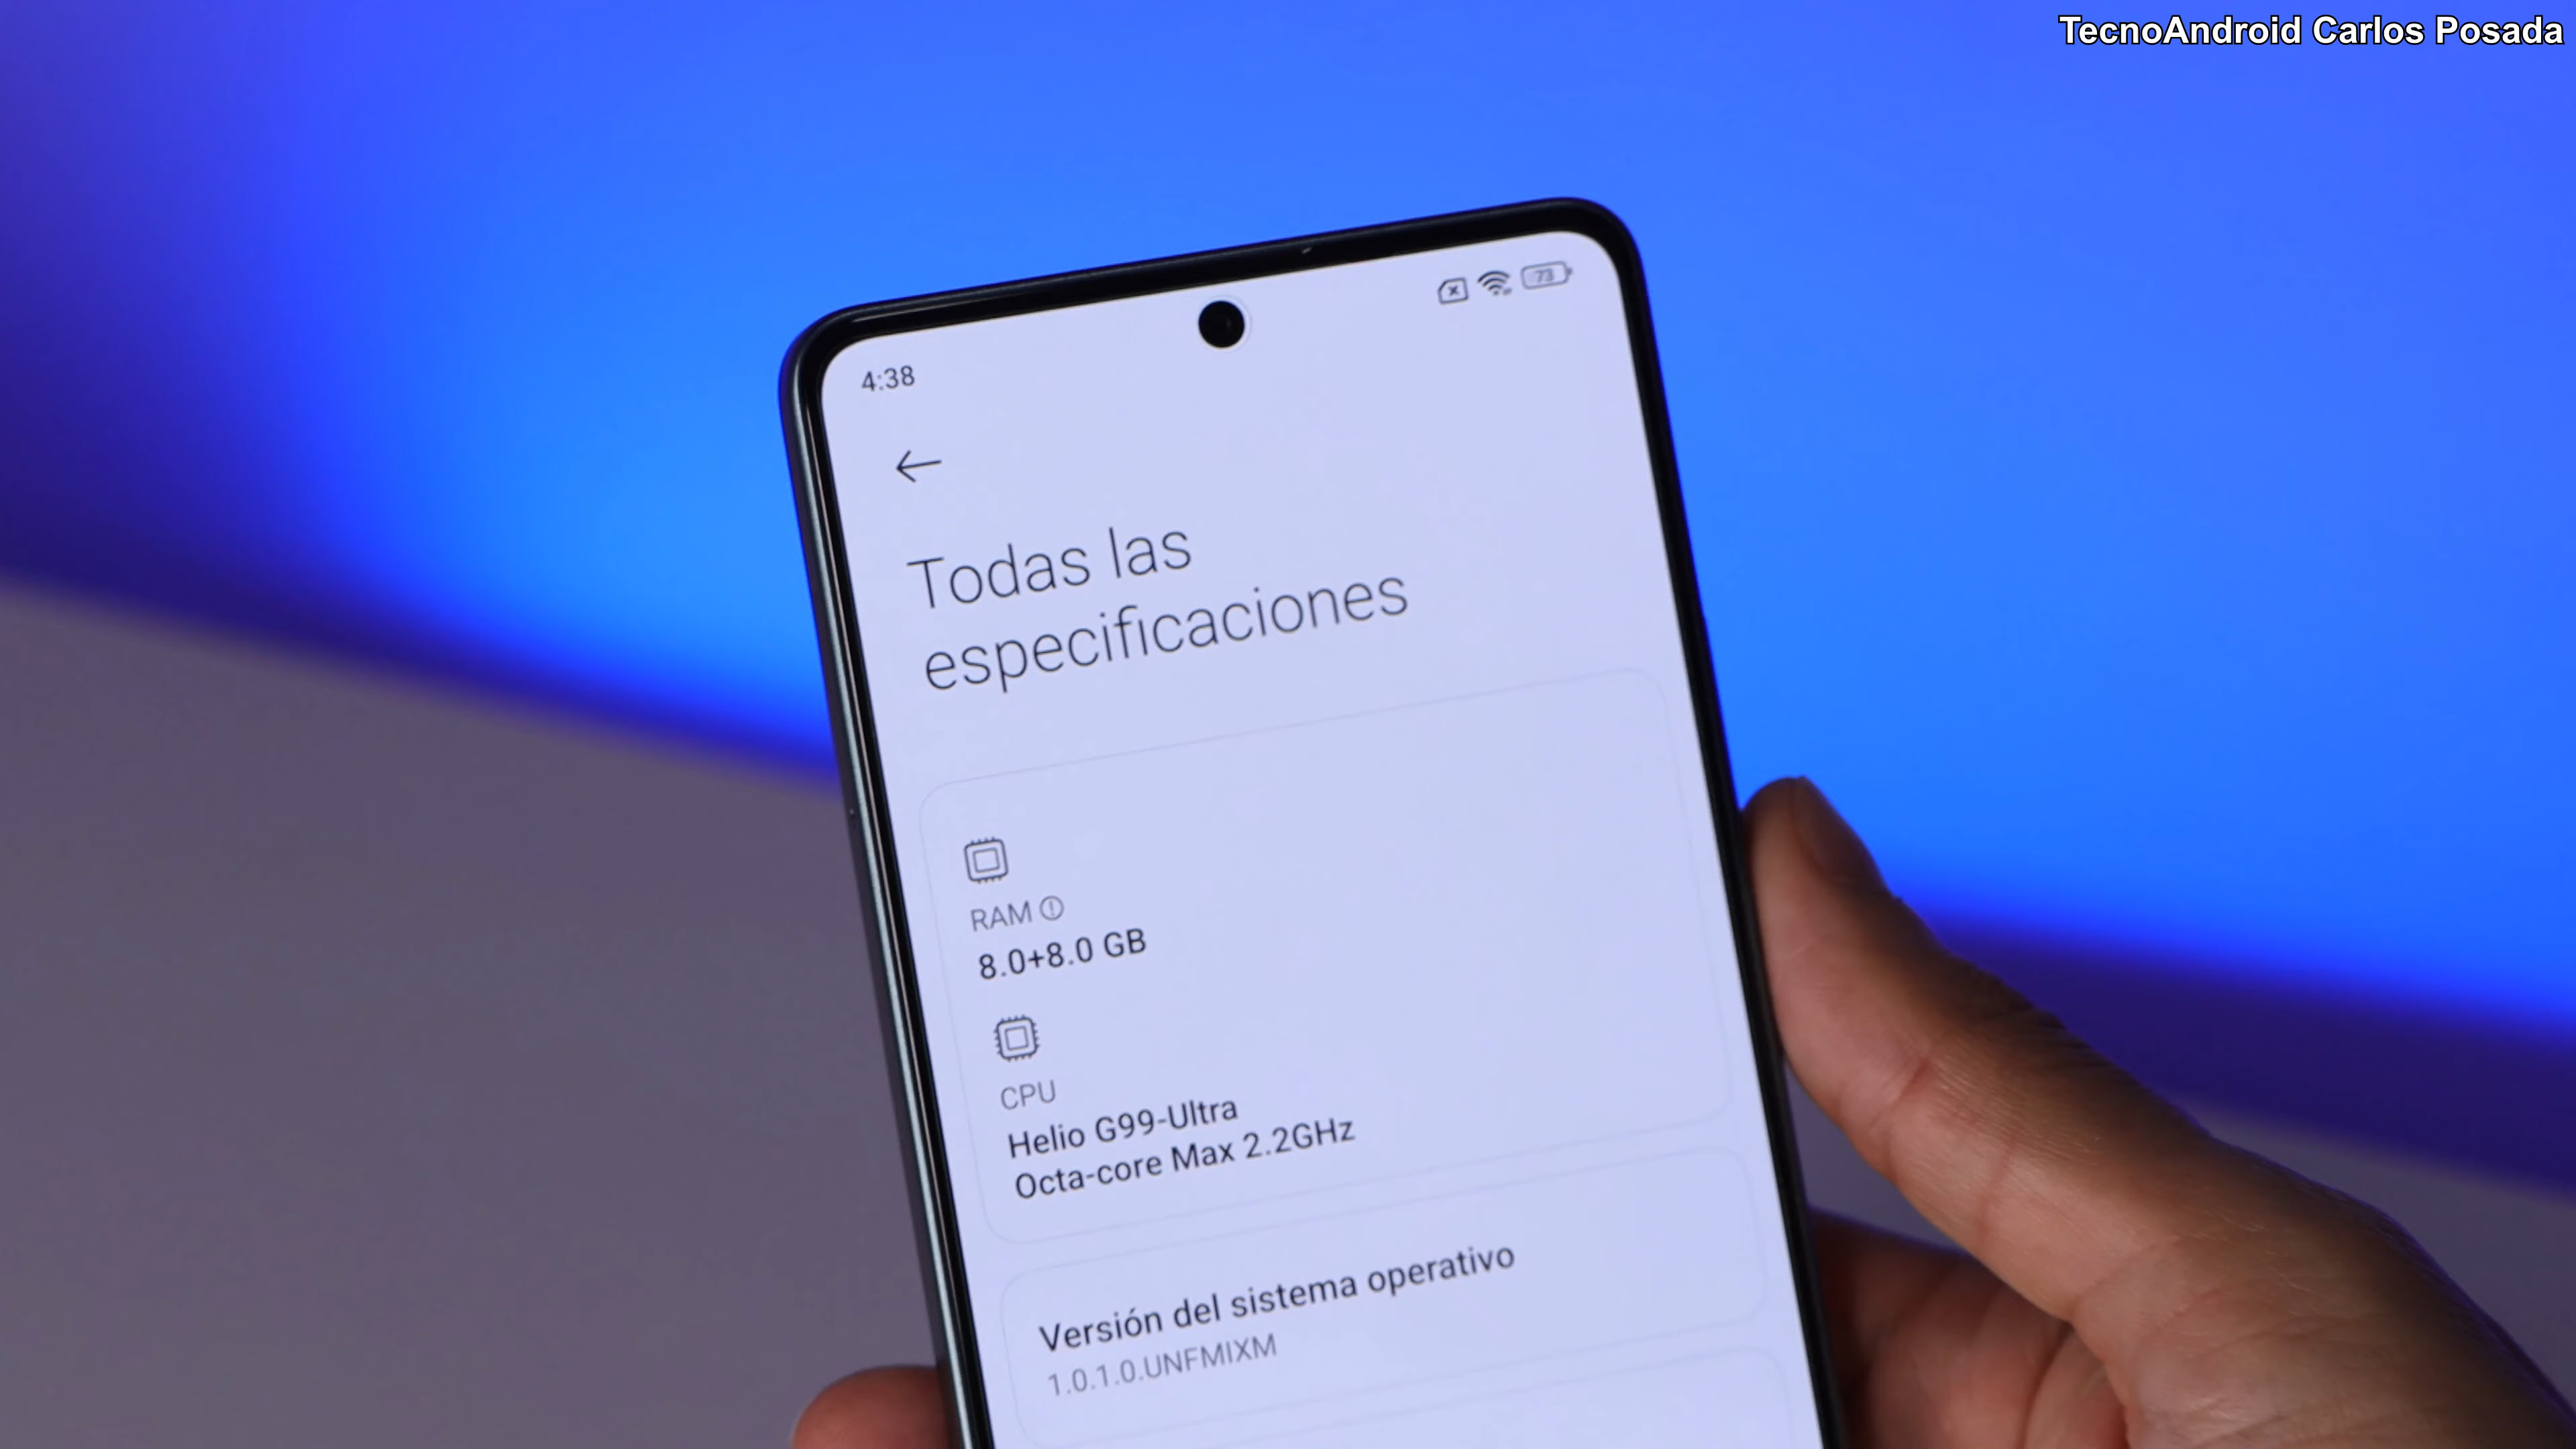 TecnoAndroid Carlos Posada
73
4:38
Todas las
especificaciones
RAM
8.0+8.0 GB
CPU
Helio G99-Ultra
Octa-core Max 2.2GHz
Versión del sistema operativo
1.0.1.0.UNFMIXM